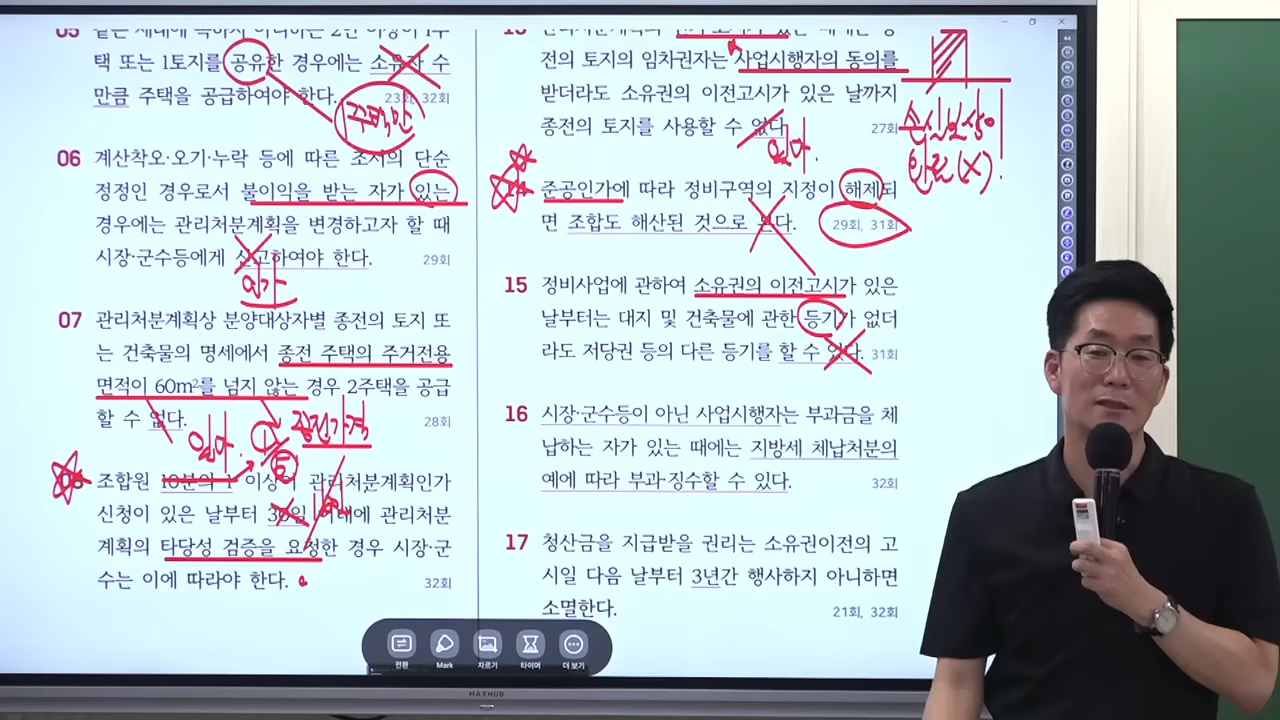 05 같은 세대에 속하지 아니하는 2인 이상이 1주
택 또는 1토지를 공유한 경우에는 소유자 수
만큼 주택을 공급하여야 한다. 23회, 32회
주택만
06 계산착오·오기·누락 등에 따른 조서의 단순
정정인 경우로서 불이익을 받는 자가 있는
경우에는 관리처분계획을 변경하고자 할 때
시장·군수등에게 신고하여야 한다. 29회
인가
07 관리처분계획상 분양대상자별 종전의 토지 또
는 건축물의 명세에서 종전 주택의 주거전용
면적이 60m²를 넘지 않는 경우 2주택을 공급
할 수 없다. 28회
있다.
종전가격
08 조합원 10분의 1 이상이 관리처분계획인가
신청이 있은 날부터 30일 이내에 관리처분
계획의 타당성 검증을 요청한 경우 시장·군
수는 이에 따라야 한다. 32회
전의 토지의 임차권자는 사업시행자의 동의를
받더라도 소유권의 이전고시가 있은 날까지
종전의 토지를 사용할 수 없다. 27회
있다.
손실보상이
완료(X)!
준공인가에 따라 정비구역의 지정이 해제되
면 조합도 해산된 것으로 본다. 29회, 31회
15 정비사업에 관하여 소유권의 이전고시가 있은
날부터는 대지 및 건축물에 관한 등기가 없더
라도 저당권 등의 다른 등기를 할 수 있다. 31회
16 시장·군수등이 아닌 사업시행자는 부과금을 체
납하는 자가 있는 때에는 지방세 체납처분의
예에 따라 부과·징수할 수 있다. 32회
17 청산금을 지급받을 권리는 소유권이전의 고
시일 다음 날부터 3년간 행사하지 아니하면
소멸한다. 21회, 32회
전환 Mark 자르기 타이머 더 보기
MAXHUB